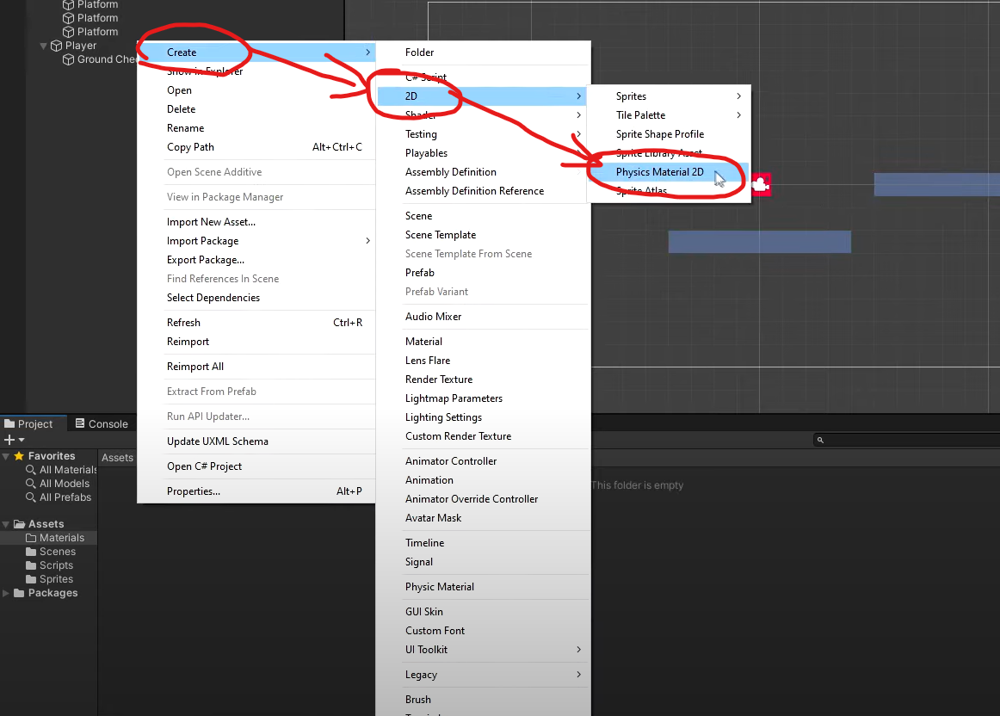 Platform
Platform
Platform
Player
Ground Che
Create
Show in Explorer
Open
Delete
Rename
Copy Path Alt+Ctrl+C
Open Scene Additive
View in Package Manager
Import New Asset...
Import Package
Export Package...
Find References In Scene
Select Dependencies
Refresh Ctrl+R
Reimport
Reimport All
Extract From Prefab
Run API Updater...
Update UXML Schema
Open C# Project
Properties... Alt+P
Folder
C# Script
2D
Shader
Testing
Playables
Assembly Definition
Assembly Definition Reference
Scene
Scene Template
Scene Template From Scene
Prefab
Prefab Variant
Audio Mixer
Material
Lens Flare
Render Texture
Lightmap Parameters
Lighting Settings
Custom Render Texture
Animator Controller
Animation
Animator Override Controller
Avatar Mask
Timeline
Signal
Physic Material
GUI Skin
Custom Font
UI Toolkit
Legacy
Brush
Sprites
Tile Palette
Sprite Shape Profile
Sprite Library Asset
Physics Material 2D
Sprite Atlas
Project Console
Favorites
All Materials
All Models
All Prefabs
Assets
Materials
Scenes
Scripts
Sprites
Packages
Assets
This folder is empty